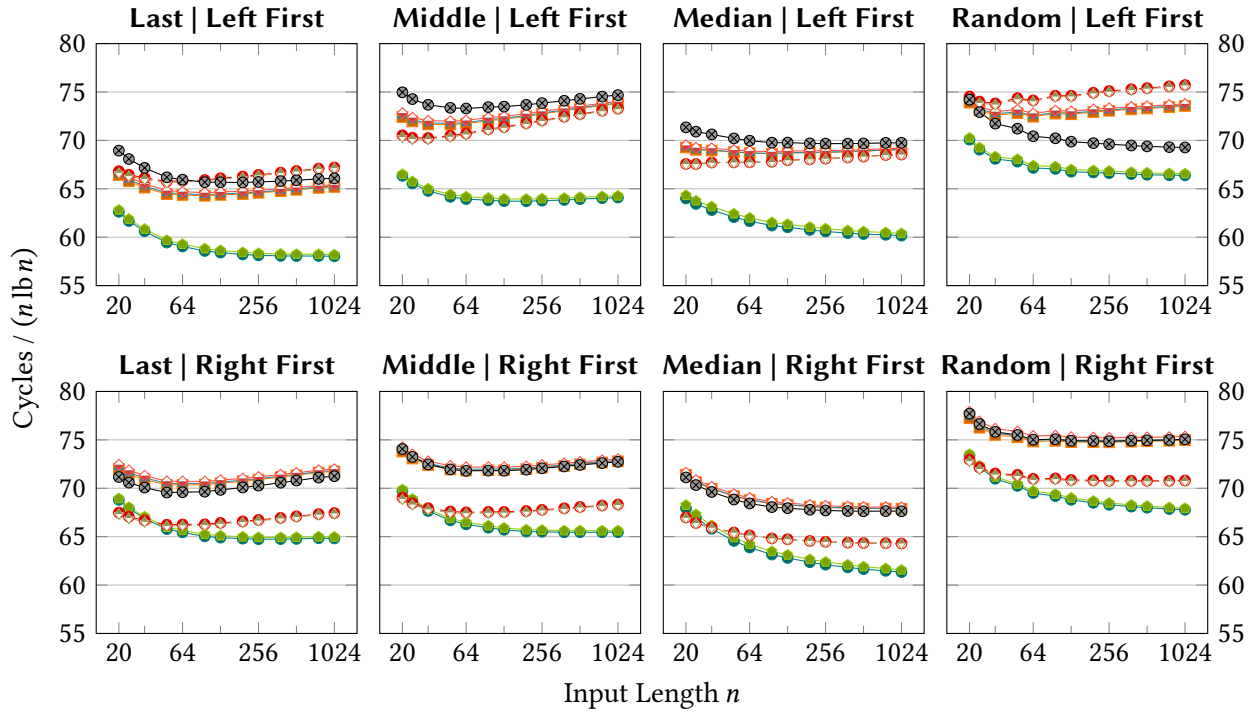 Last | Left First
Middle | Left First
Median | Left First
Random | Left First
80
75
70
65
60
55
80
75
70
65
60
55
20 64 256 1024
20 64 256 1024
20 64 256 1024
20 64 256 1024
Cycles / (n lb n)
Last | Right First
Middle | Right First
Median | Right First
Random | Right First
80
75
70
65
60
55
80
75
70
65
60
55
20 64 256 1024
20 64 256 1024
20 64 256 1024
20 64 256 1024
Input Length n